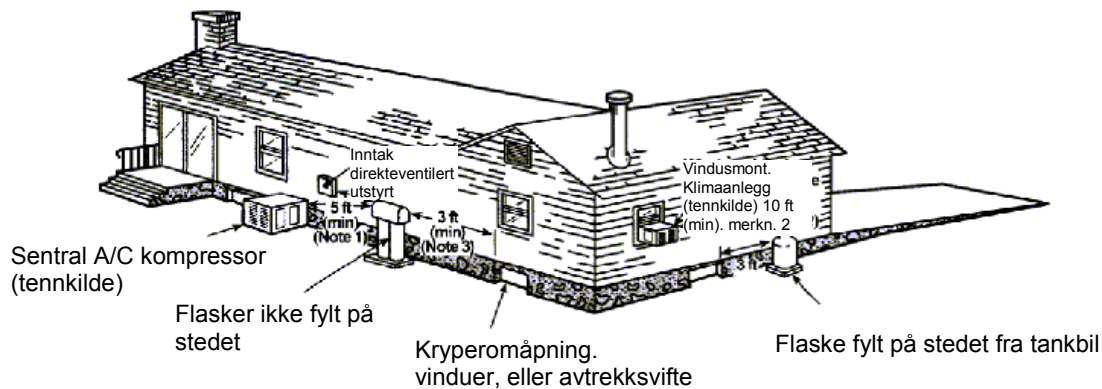 Inntak
direkteventilert
utstyrt
5 ft
(min)
(Note 1)
3 ft
(min)
(Note 3)
Vindusmont.
Klimaanlegg
(tennkilde) 10 ft
(min). merkn. 2
3 ft
Sentral A/C kompressor
(tennkilde)
Flasker ikke fylt på
stedet
Kryperomåpning.
vinduer, eller avtrekksvifte
Flaske fylt på stedet fra tankbil